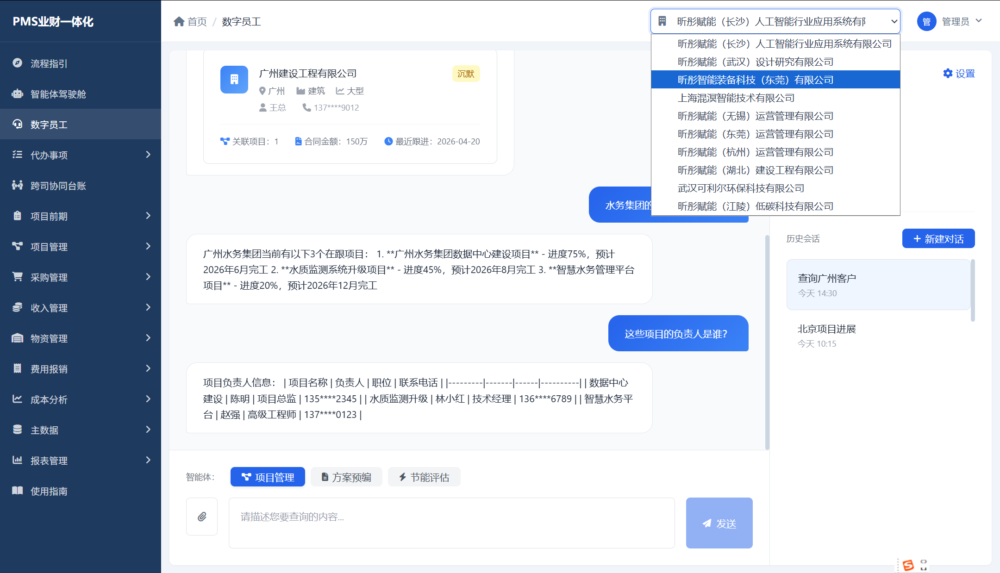 PMS业财一体化
流程指引
智能体驾驶舱
数字员工
代办事项
跨司协同台账
项目前期
项目管理
采购管理
收入管理
物资管理
费用报销
成本分析
主数据
报表管理
使用指南
首页 / 数字员工
昕彤赋能（长沙）人工智能行业应用系统有
管 管理员
昕彤赋能（长沙）人工智能行业应用系统有限公司
昕彤赋能（武汉）设计研究有限公司
昕彤智能装备科技（东莞）有限公司
上海混溟智能技术有限公司
昕彤赋能（无锡）运营管理有限公司
昕彤赋能（东莞）运营管理有限公司
昕彤赋能（杭州）运营管理有限公司
昕彤赋能（湖北）建设工程有限公司
武汉可利尔环保科技有限公司
昕彤赋能（江陵）低碳科技有限公司
广州建设工程有限公司
沉默
广州 建筑 大型
王总 137****9012
关联项目：1 合同金额：150万 最近跟进：2026-04-20
水务集团的
广州水务集团当前有以下3个在跟项目： 1. **广州水务集团数据中心建设项目** - 进度75%，预计
2026年6月完工 2. **水质监测系统升级项目** - 进度45%，预计2026年8月完工 3. **智慧水务管理平台
项目** - 进度20%，预计2026年12月完工
这些项目的负责人是谁？
项目负责人信息： | 项目名称 | 负责人 | 职位 | 联系电话 | |---------|-------|------|----------| | 数据中心
建设 | 陈明 | 项目总监 | 135****2345 | | 水质监测升级 | 林小红 | 技术经理 | 136****6789 | | 智慧水务平
台 | 赵强 | 高级工程师 | 137****0123 |
智能体： 项目管理 方案预编 节能评估
请描述您要查询的内容...
发送
设置
历史会话
+ 新建对话
查询广州客户
今天 14:30
北京项目进展
今天 10:15